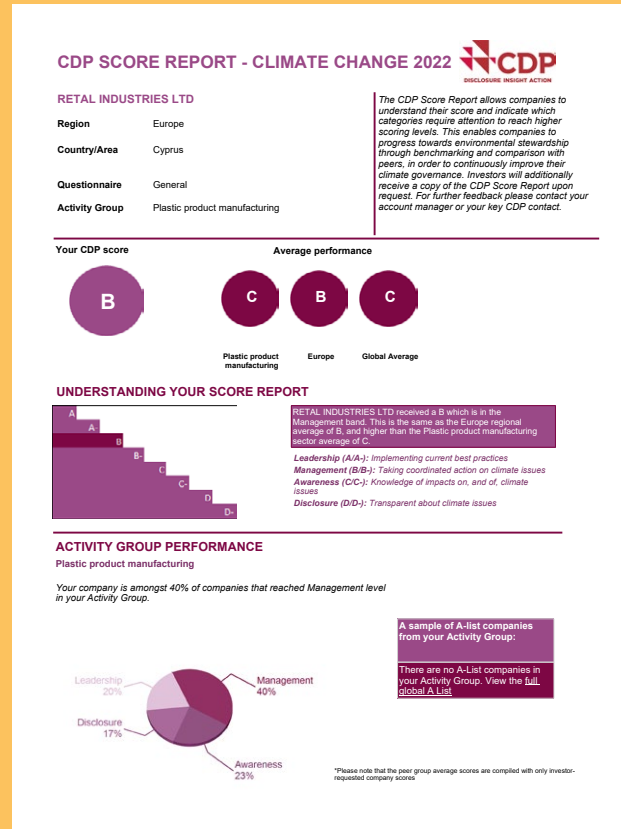 CDP SCORE REPORT - CLIMATE CHANGE 2022
CDP
DISCLOSURE INSIGHT ACTION
RETAL INDUSTRIES LTD
Region Europe
Country/Area Cyprus
Questionnaire General
Activity Group Plastic product manufacturing
The CDP Score Report allows companies to
understand their score and indicate which
categories require attention to reach higher
scoring levels. This enables companies to
progress towards environmental stewardship
through benchmarking and comparison with
peers, in order to continuously improve their
climate governance. Investors will additionally
receive a copy of the CDP Score Report upon
request. For further feedback please contact your
account manager or your key CDP contact.
Your CDP score
Average performance
B
C B C
Plastic product
manufacturing
Europe
Global Average
UNDERSTANDING YOUR SCORE REPORT
A
A-
B
B-
C
C-
D
D-
RETAL INDUSTRIES LTD received a B which is in the
Management band. This is the same as the Europe regional
average of B, and higher than the Plastic product manufacturing
sector average of C.
Leadership (A/A-): Implementing current best practices
Management (B/B-): Taking coordinated action on climate issues
Awareness (C/C-): Knowledge of impacts on, and of, climate
issues
Disclosure (D/D-): Transparent about climate issues
ACTIVITY GROUP PERFORMANCE
Plastic product manufacturing
Your company is amongst 40% of companies that reached Management level
in your Activity Group.
A sample of A-list companies
from your Activity Group:
There are no A-List companies in
your Activity Group. View the full
global A List
Leadership
20%
Management
40%
Disclosure
17%
Awareness
23%
*Please note that the peer group average scores are compiled with only investor-
requested company scores